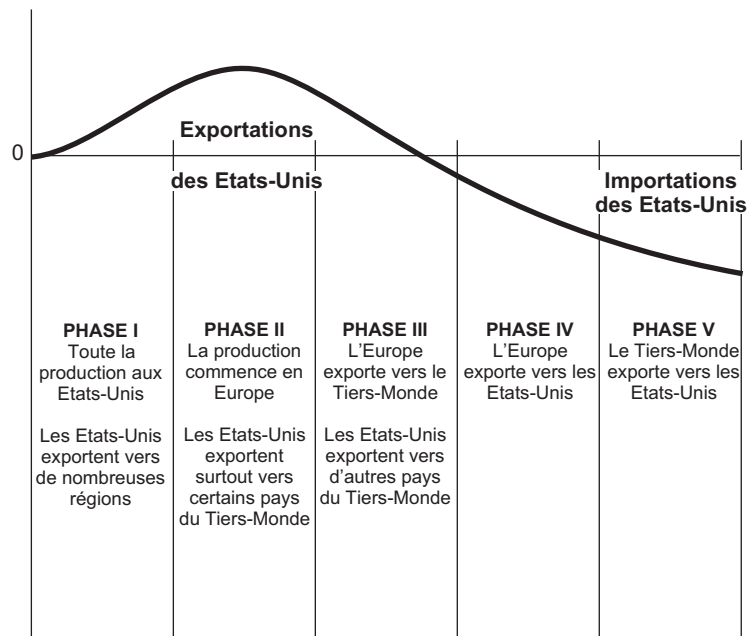 0
Exportations
des Etats-Unis
Importations
des Etats-Unis
PHASE I
Toute la
production aux
Etats-Unis
Les Etats-Unis
exportent vers
de nombreuses
régions
PHASE II
La production
commence en
Europe
Les Etats-Unis
exportent
surtout vers
certains pays
du Tiers-Monde
PHASE III
L'Europe
exporte vers le
Tiers-Monde
Les Etats-Unis
exportent vers
d'autres pays
du Tiers-Monde
PHASE IV
L'Europe
exporte vers les
Etats-Unis
PHASE V
Le Tiers-Monde
exporte vers les
Etats-Unis